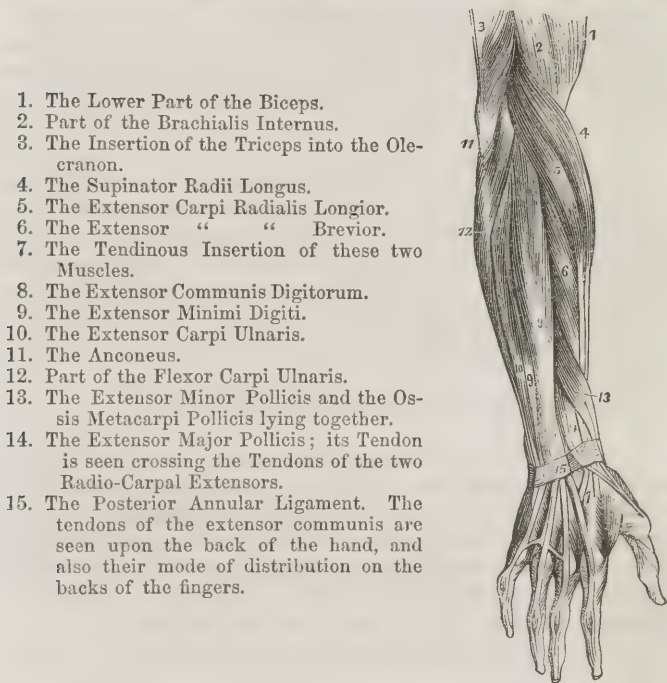 1. The Lower Part of the Biceps.
2. Part of the Brachialis Internus.
3. The Insertion of the Triceps into the Ole-
cranon.
4. The Supinator Radii Longus.
5. The Extensor Carpi Radialis Longior.
6. The Extensor “ “ Brevior.
7. The Tendinous Insertion of these two
Muscles.
8. The Extensor Communis Digitorum.
9. The Extensor Minimi Digiti.
10. The Extensor Carpi Ulnaris.
11. The Anconeus.
12. Part of the Flexor Carpi Ulnaris.
13. The Extensor Minor Pollicis and the Os-
sis Metacarpi Pollicis lying together.
14. The Extensor Major Pollicis; its Tendon
is seen crossing the Tendons of the two
Radio-Carpal Extensors.
15. The Posterior Annular Ligament. The
tendons of the extensor communis are
seen upon the back of the hand, and
also their mode of distribution on the
backs of the fingers.
3
2
1
4
11
5
12
6
10
9
13
15
7